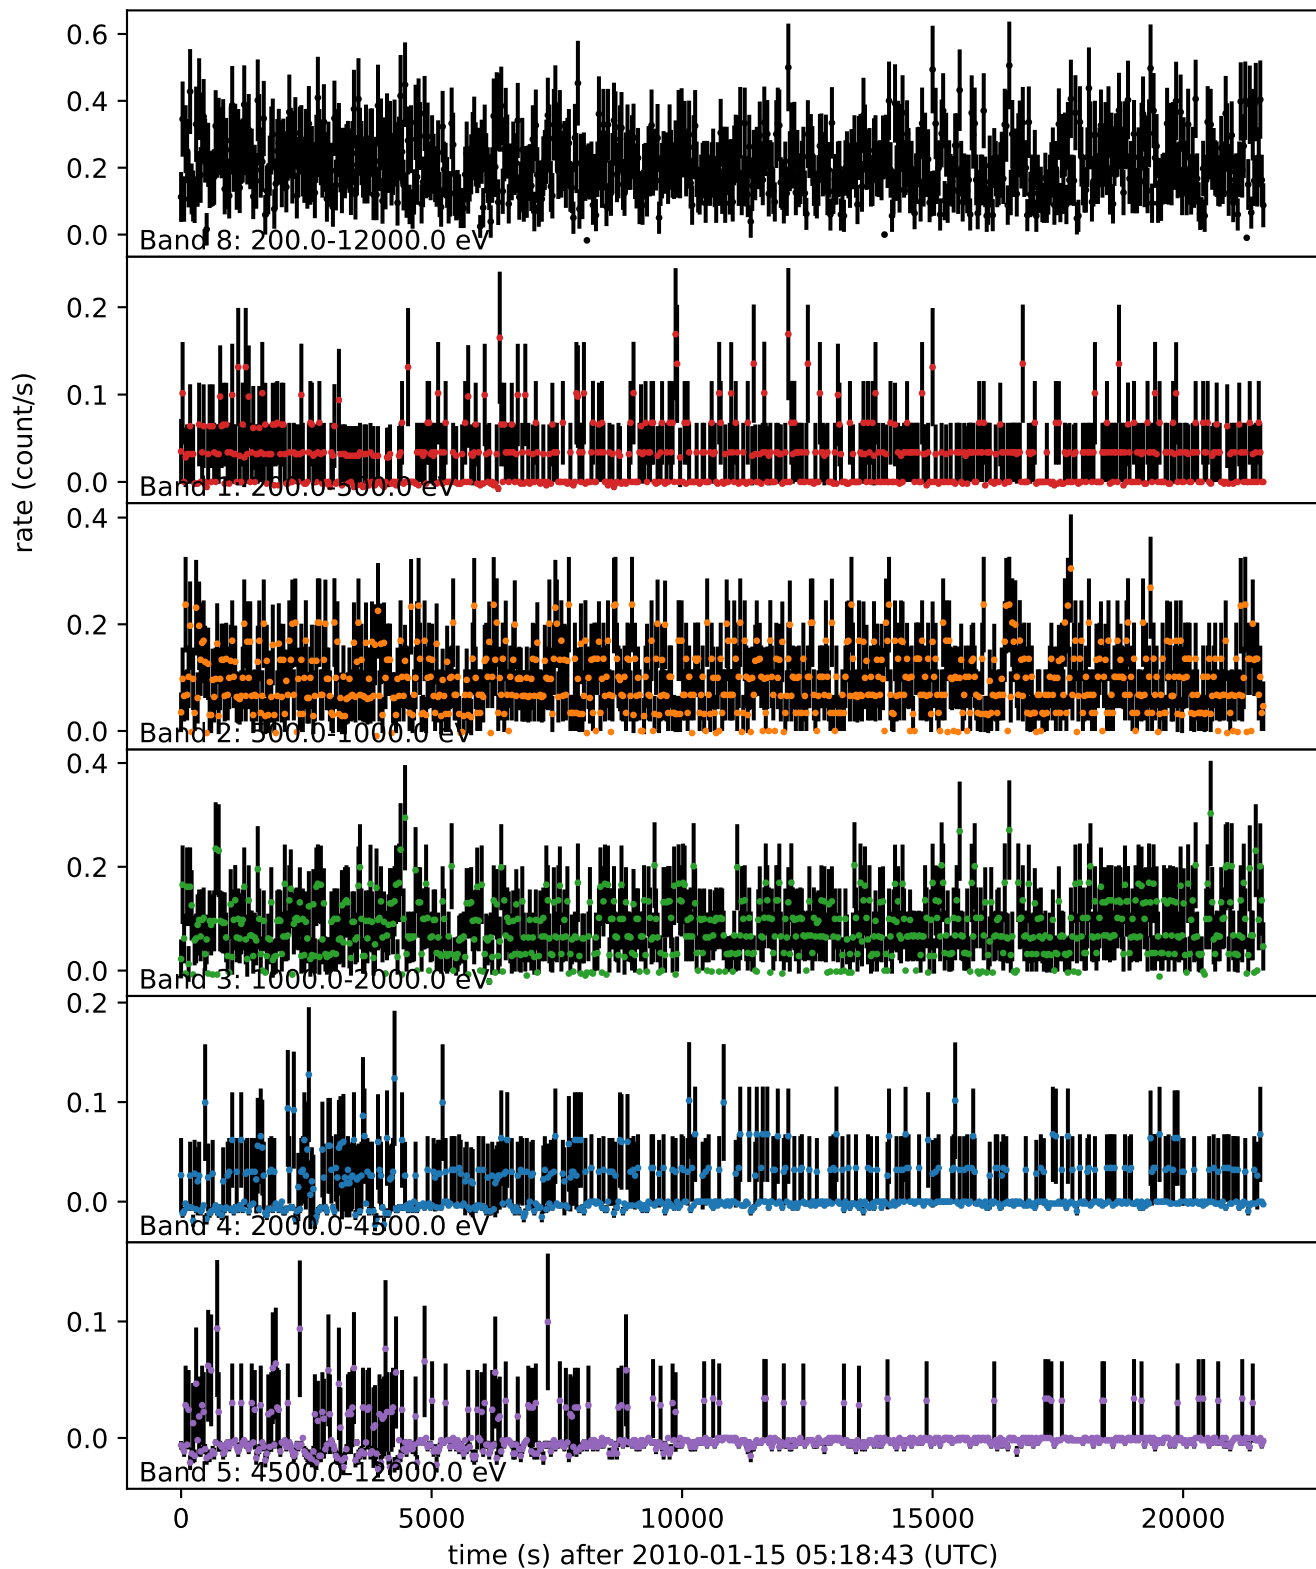 0.6
0.4
0.2
0.0
Band 8: 200.0-12000.0 eV
0.2
0.1
0.0
Band 1: 200.0-500.0 eV
rate (count/s)
0.4
0.2
0.0
Band 2: 500.0-1000.0 eV
0.4
0.2
0.0
Band 3: 1000.0-2000.0 eV
0.2
0.1
0.0
Band 4: 2000.0-4500.0 eV
0.1
0.0
Band 5: 4500.0-12000.0 eV
0 5000 10000 15000 20000
time (s) after 2010-01-15 05:18:43 (UTC)